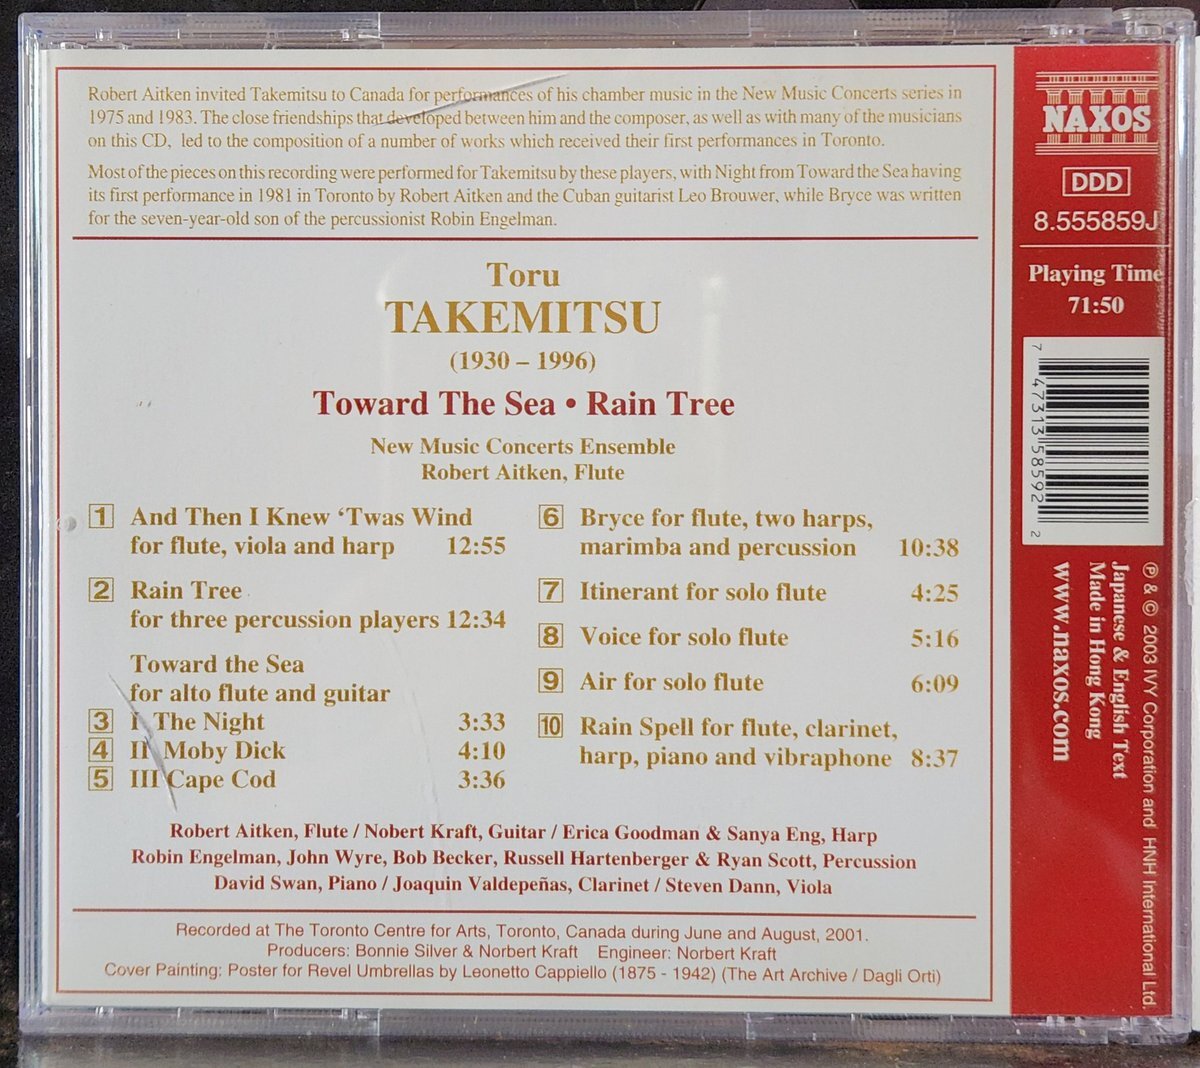 Robert Aitken invited Takemitsu to Canada for performances of his chamber music in the New Music Concerts series in
1975 and 1983. The close friendships that developed between him and the composer, as well as with many of the musicians
on this CD, led to the composition of a number of works which received their first performances in Toronto.
Most of the pieces on this recording were performed for Takemitsu by these players, with Night from Toward the Sea having
its first performance in 1981 in Toronto by Robert Aitken and the Cuban guitarist Leo Brouwer, while Bryce was written
for the seven-year-old son of the percussionist Robin Engelman.
Toru
TAKEMITSU
(1930 – 1996)
Toward The Sea • Rain Tree
New Music Concerts Ensemble
Robert Aitken, Flute
1 And Then I Knew ‘Twas Wind
for flute, viola and harp 12:55
2 Rain Tree
for three percussion players 12:34
Toward the Sea
for alto flute and guitar
3 I The Night 3:33
4 II Moby Dick 4:10
5 III Cape Cod 3:36
6 Bryce for flute, two harps,
marimba and percussion 10:38
7 Itinerant for solo flute 4:25
8 Voice for solo flute 5:16
9 Air for solo flute 6:09
10 Rain Spell for flute, clarinet,
harp, piano and vibraphone 8:37
Robert Aitken, Flute / Nobert Kraft, Guitar / Erica Goodman & Sanya Eng, Harp
Robin Engelman, John Wyre, Bob Becker, Russell Hartenberger & Ryan Scott, Percussion
David Swan, Piano / Joaquin Valdepeñas, Clarinet / Steven Dann, Viola
Recorded at The Toronto Centre for Arts, Toronto, Canada during June and August, 2001.
Producers: Bonnie Silver & Norbert Kraft Engineer: Norbert Kraft
Cover Painting: Poster for Revel Umbrellas by Leonetto Cappiello (1875 - 1942) (The Art Archive / Dagli Orti)
NAXOS
DDD
8.555859J
Playing Time
71:50
7 47313 58592 2
℗ & © 2003 IVY Corporation and HNH International Ltd.
Japanese & English Text
Made in Hong Kong
www.naxos.com